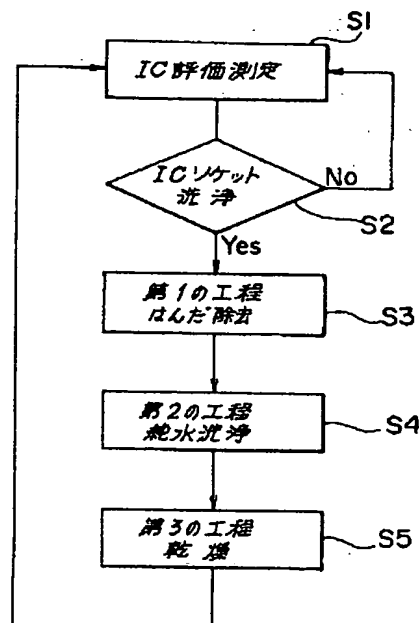 S1
IC評価測定
ICソケット
洗浄
No
S2
Yes
第1の工程
はんだ除去
S3
第2の工程
純水洗浄
S4
第3の工程
乾燥
S5